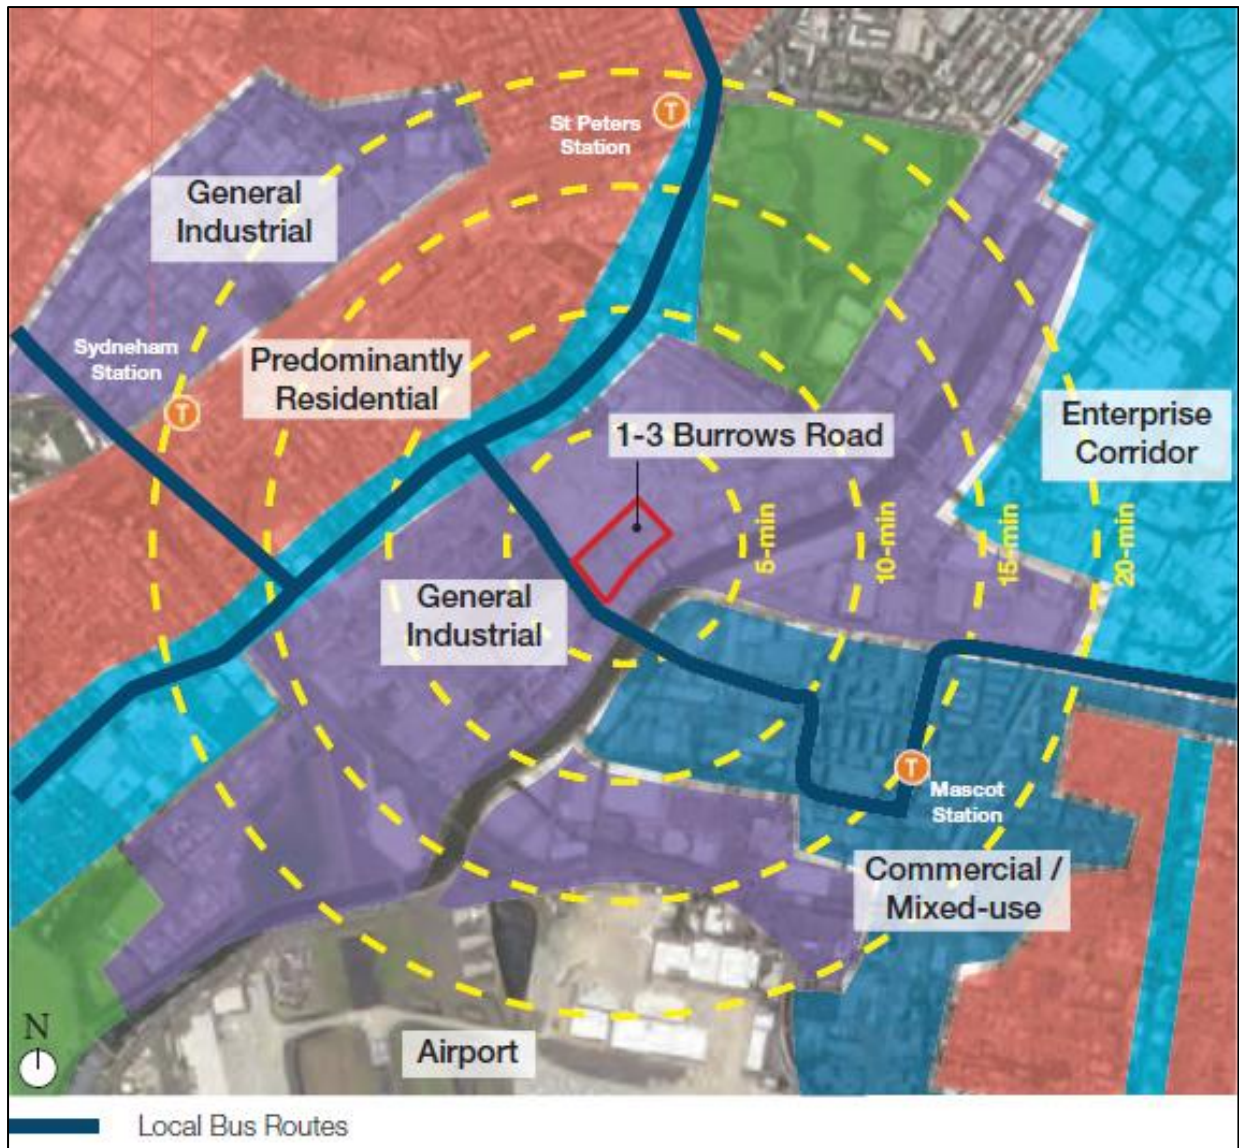 St Peters
Station
T
General
Industrial
Sydneham
Station
T
Predominantly
Residential
1-3 Burrows Road
Enterprise
Corridor
5-min
10-min
15-min
20-min
General
Industrial
T
Mascot
Station
Commercial /
Mixed-use
N
Airport
Local Bus Routes